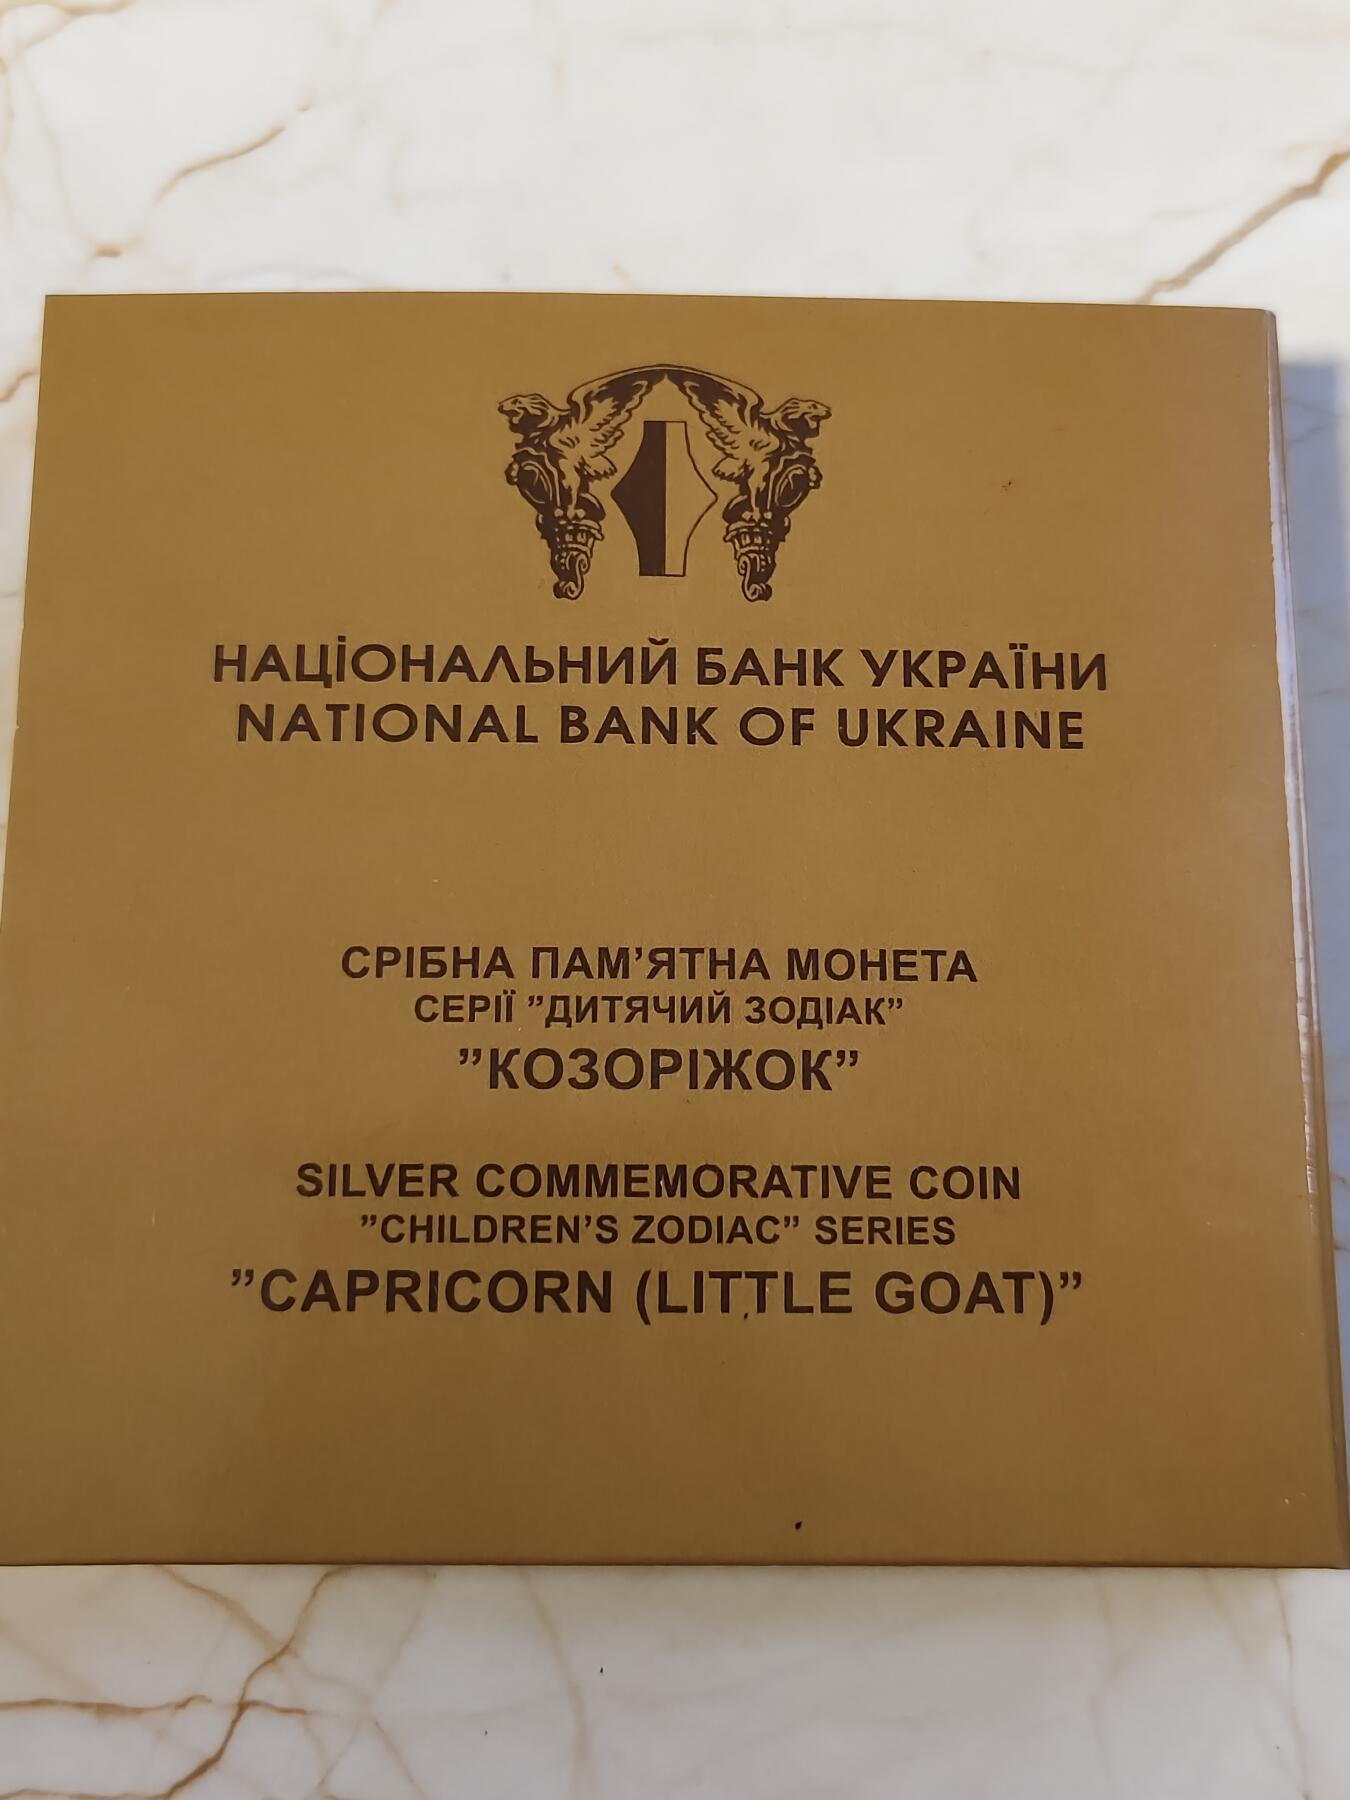 НАЦіОНАЛЬНИЙ БАНК УКРАЇНИ
NATIONAL BANK OF UKRAINE
СРІБНА ПАМ’ЯТНА МОНЕТА
СЕРІЇ ”ДИТЯЧИЙ ЗОДІАК”
”КОЗОРІЖОК”
SILVER COMMEMORATIVE COIN
”CHILDREN’S ZODIAC” SERIES
”CAPRICORN (LITTLE GOAT)”